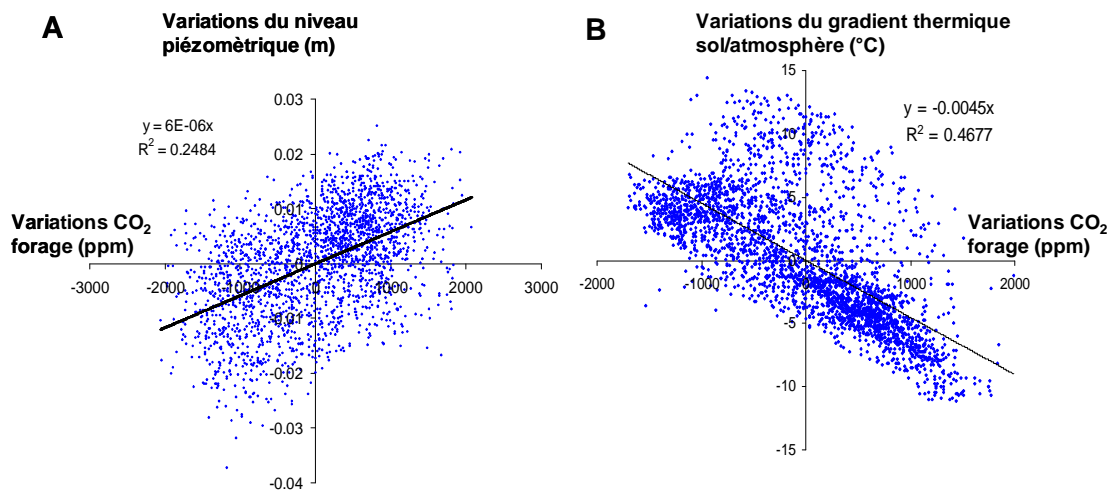 A
Variations du niveau
piézomètrique (m)
y = 6E-06x
R² = 0.2484
Variations CO₂
forage (ppm)
0.03
0.02
0.01
0
-0.01
-0.02
-0.03
-0.04
-3000 -2000 -1000 0 1000 2000 3000
B
Variations du gradient thermique
sol/atmosphère (°C)
y = -0.0045x
R² = 0.4677
Variations CO₂
forage (ppm)
15
10
5
0
-5
-10
-15
-2000 -1000 0 1000 2000